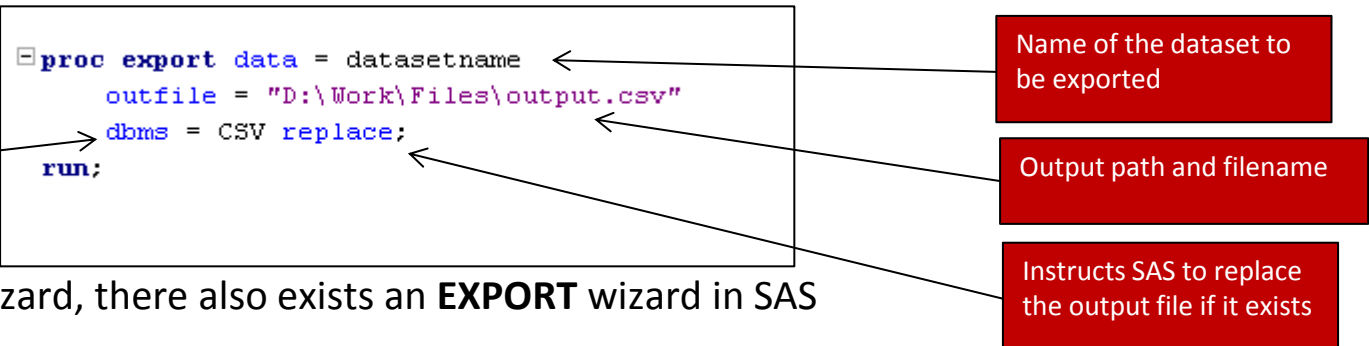 proc export data = datasetname
outfile = "D:\Work\Files\output.csv"
dbms = CSV replace;
run;
Name of the dataset to
be exported
Output path and filename
Instructs SAS to replace
the output file if it exists
zard, there also exists an EXPORT wizard in SAS